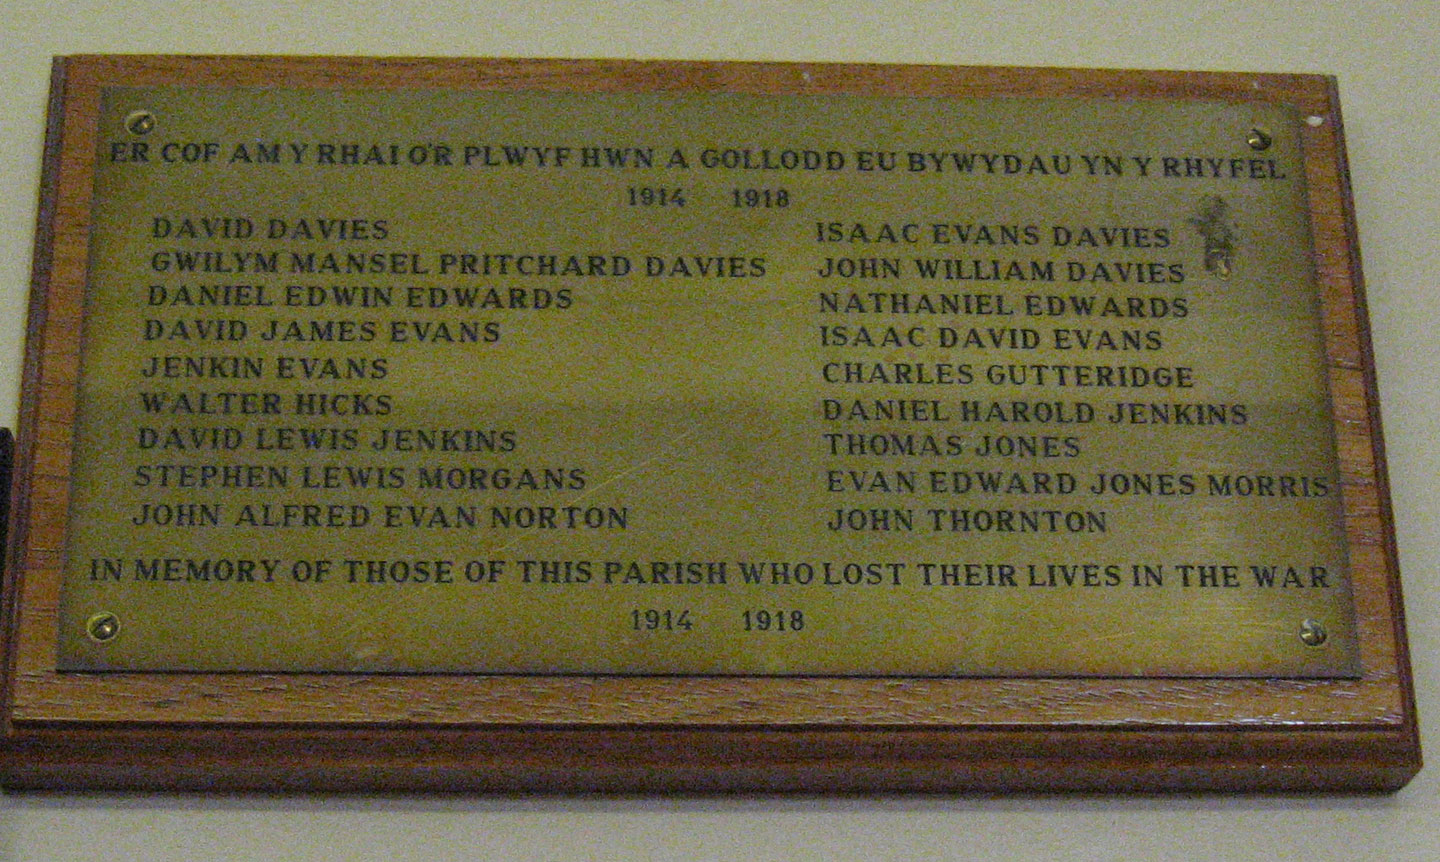 ER COF AM Y RHAI O'R PLWYF HWN A GOLLODD EU BYWYDAU YN Y RHYFEL
1914 1918
DAVID DAVIES ISAAC EVANS DAVIES
GWILYM MANSEL PRITCHARD DAVIES JOHN WILLIAM DAVIES
DANIEL EDWIN EDWARDS NATHANIEL EDWARDS
DAVID JAMES EVANS ISAAC DAVID EVANS
JENKIN EVANS CHARLES GUTTERIDGE
WALTER HICKS DANIEL HAROLD JENKINS
DAVID LEWIS JENKINS THOMAS JONES
STEPHEN LEWIS MORGANS EVAN EDWARD JONES MORRIS
JOHN ALFRED EVAN NORTON JOHN THORNTON
IN MEMORY OF THOSE OF THIS PARISH WHO LOST THEIR LIVES IN THE WAR
1914 1918